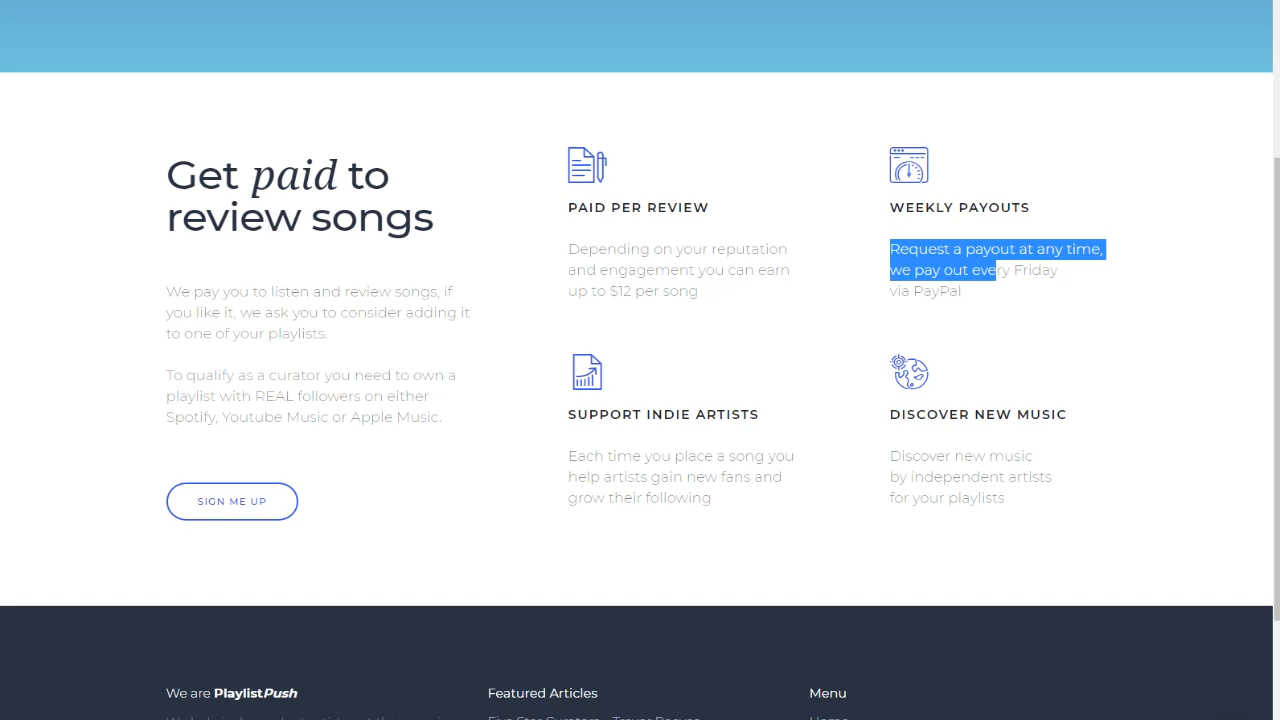 Get paid to
review songs
We pay you to listen and review songs, if
you like it, we ask you to consider adding it
to one of your playlists.
To qualify as a curator you need to own a
playlist with REAL followers on either
Spotify, Youtube Music or Apple Music.
SIGN ME UP
PAID PER REVIEW
Depending on your reputation
and engagement you can earn
up to $12 per song
WEEKLY PAYOUTS
Request a payout at any time,
we pay out every Friday
via PayPal
SUPPORT INDIE ARTISTS
Each time you place a song you
help artists gain new fans and
grow their following
DISCOVER NEW MUSIC
Discover new music
by independent artists
for your playlists
We are PlaylistPush
Featured Articles
Five Star Curators - Trevor Reeves
Menu
Home